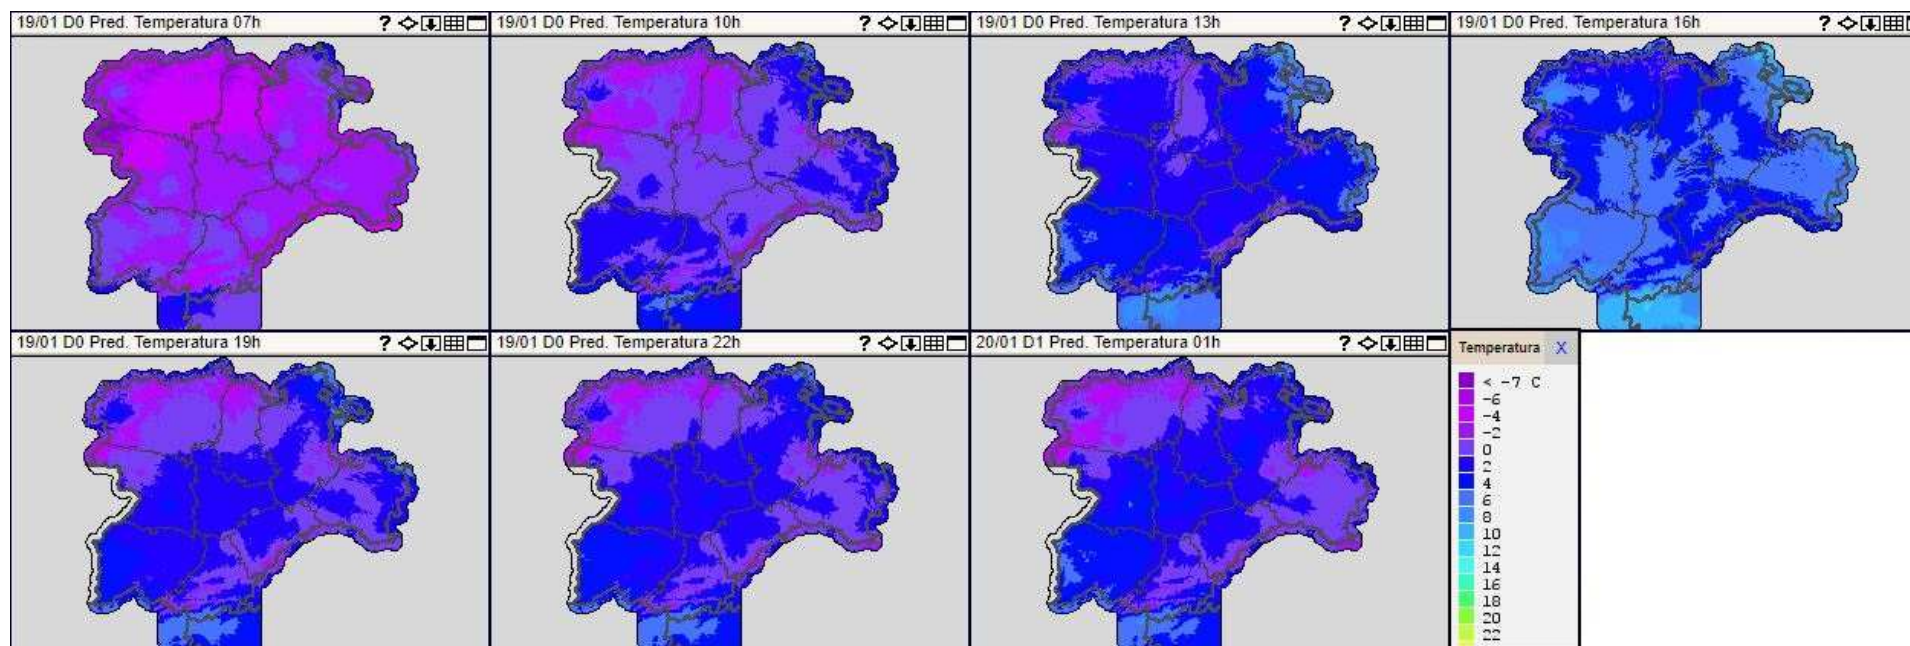 19/01 D0 Pred. Temperatura 07h ?
19/01 D0 Pred. Temperatura 10h ?
19/01 D0 Pred. Temperatura 13h ?
19/01 D0 Pred. Temperatura 16h ?
19/01 D0 Pred. Temperatura 19h ?
19/01 D0 Pred. Temperatura 22h ?
20/01 D1 Pred. Temperatura 01h ?
Temperatura X
< -7 C
-6
-4
-2
0
2
4
6
8
10
12
14
16
18
20
22